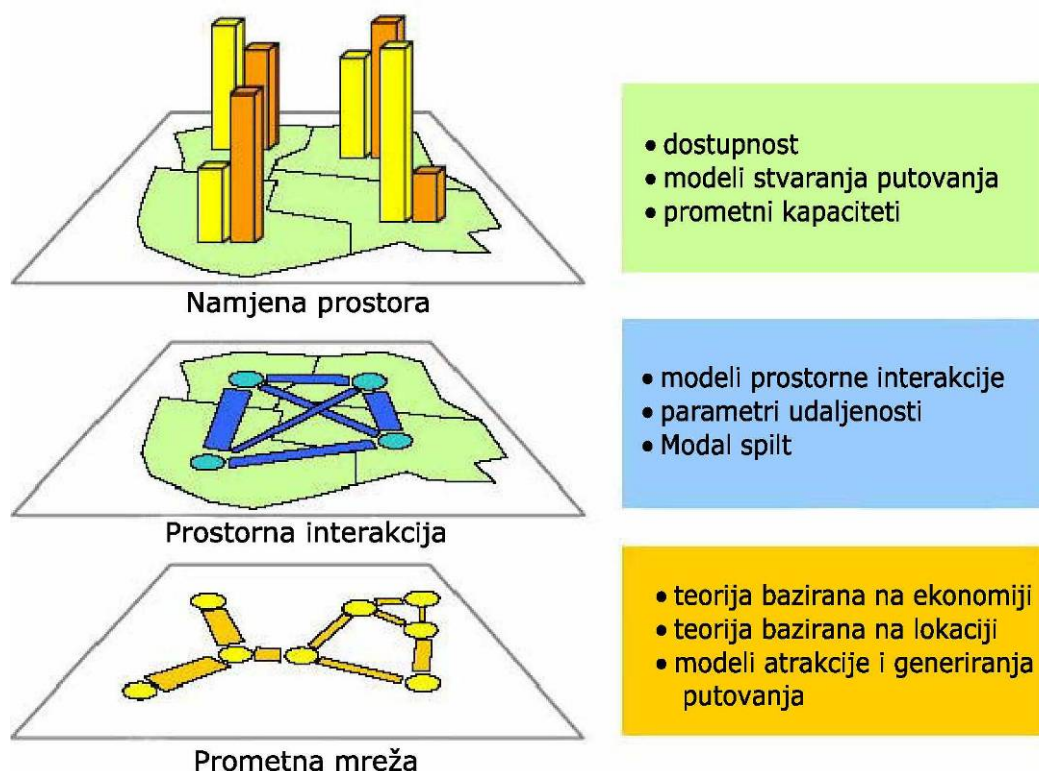 • dostupnost
• modeli stvaranja putovanja
• prometni kapaciteti
Namjena prostora
• modeli prostorne interakcije
• parametri udaljenosti
• Modal spilt
Prostorna interakcija
• teorija bazirana na ekonomiji
• teorija bazirana na lokaciji
• modeli atrakcije i generiranja
putovanja
Prometna mreža